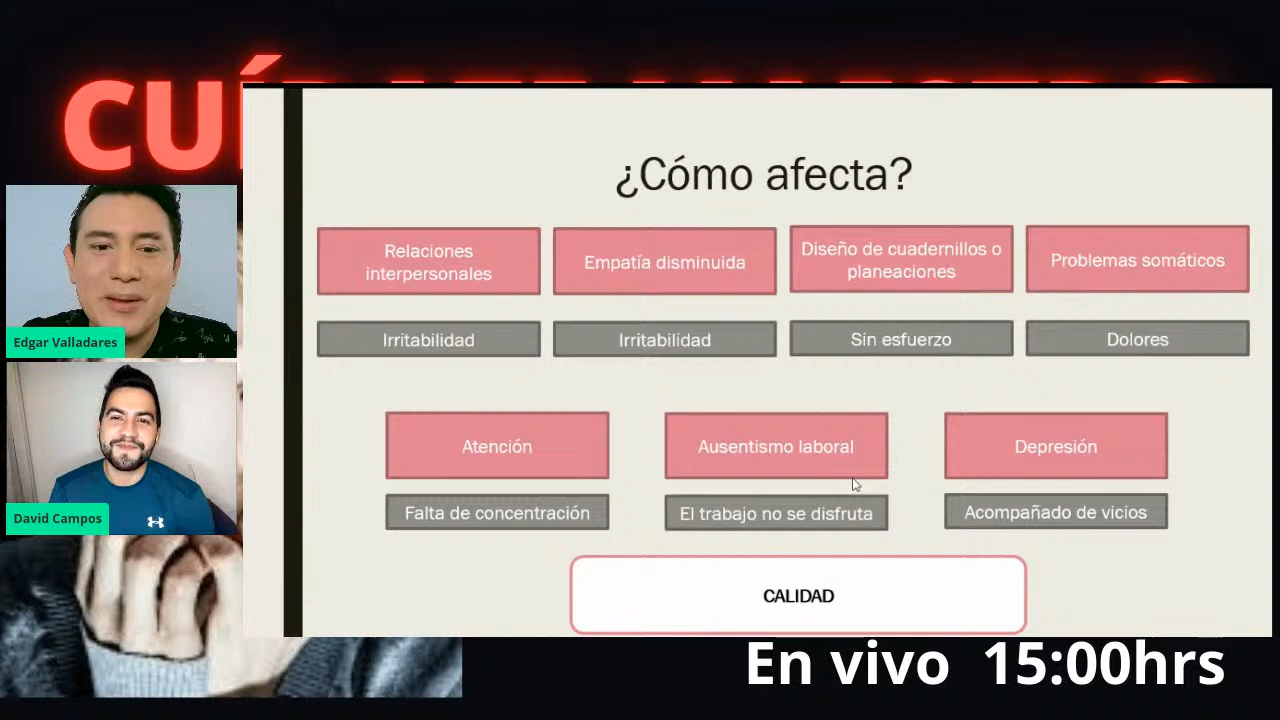 CUÍ
¿Cómo afecta?
Relaciones
interpersonales
Empatía disminuida
Diseño de cuadernillos o
planeaciones
Problemas somáticos
Irritabilidad
Irritabilidad
Sin esfuerzo
Dolores
Edgar Valladares
Atención
Ausentismo laboral
Depresión
Falta de concentración
El trabajo no se disfruta
Acompañado de vicios
David Campos
CALIDAD
En vivo 15:00hrs